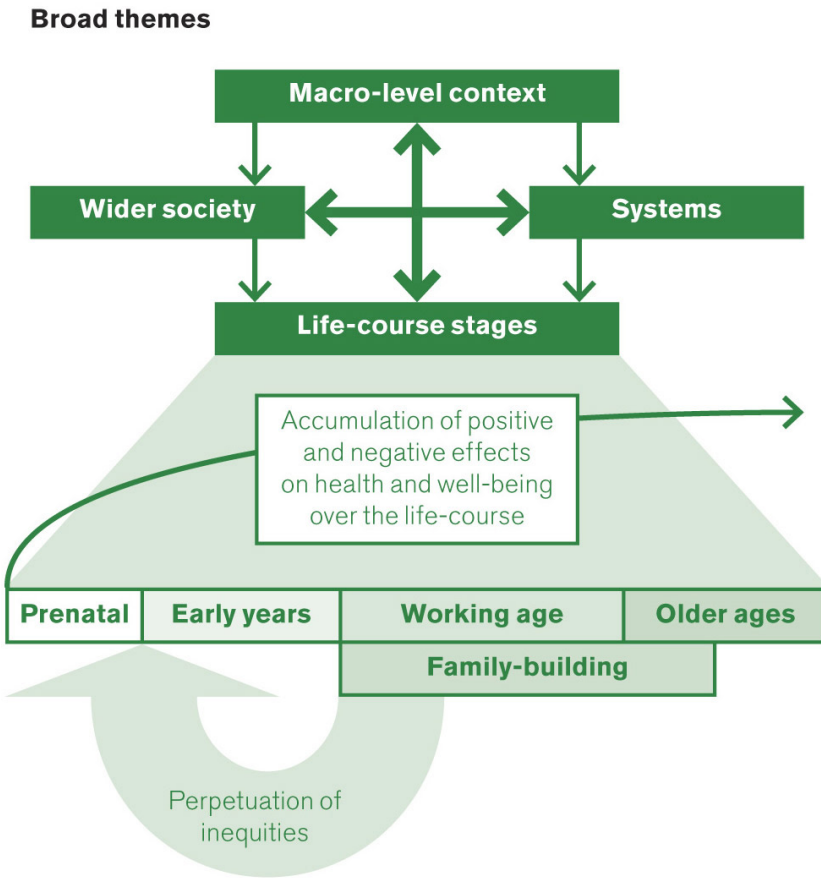 Broad themes
Macro-level context
Wider society
Systems
Life-course stages
Accumulation of positive
and negative effects
on health and well-being
over the life-course
Prenatal
Early years
Working age
Older ages
Family-building
Perpetuation of
inequities